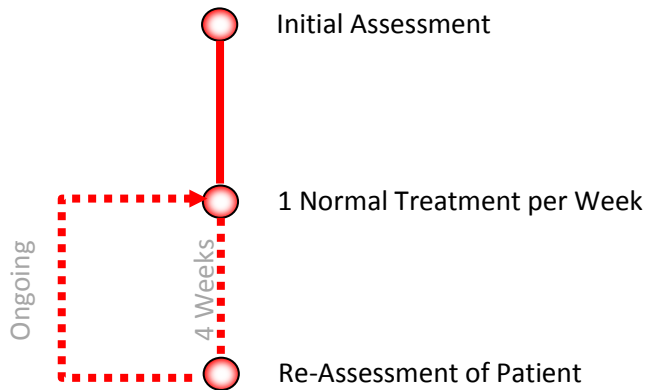 Initial Assessment
1 Normal Treatment per Week
Ongoing
4 Weeks
Re-Assessment of Patient